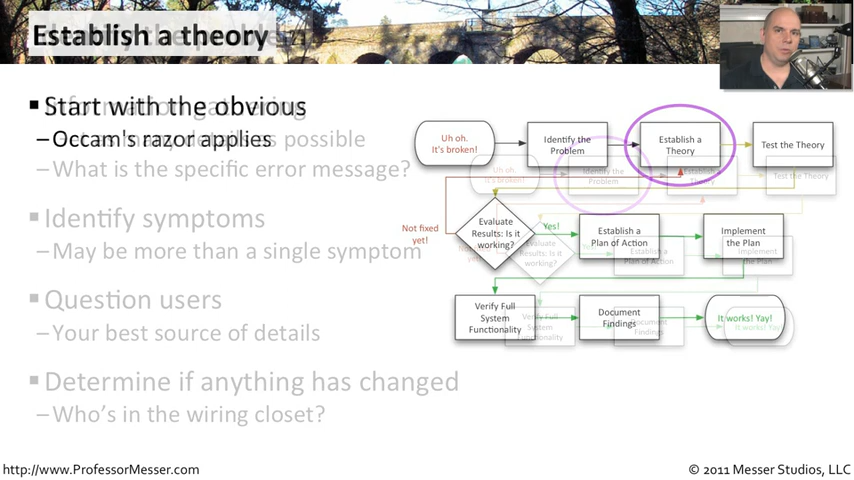 Establish a theory
Start with the obvious
Occam's razor applies
What is the specific error message?
Identify symptoms
May be more than a single symptom
Question users
Your best source of details
Determine if anything has changed
Who's in the wiring closet?
Uh oh.
It's broken!
Identify the
Problem
Establish a
Theory
Test the Theory
Not fixed
yet!
Evaluate
Results: Is it
working?
Yes!
Establish a
Plan of Action
Implement
the Plan
Verify Full
System
Functionality
Document
Findings
It works! Yay!
http://www.ProfessorMesser.com
© 2011 Messer Studios, LLC